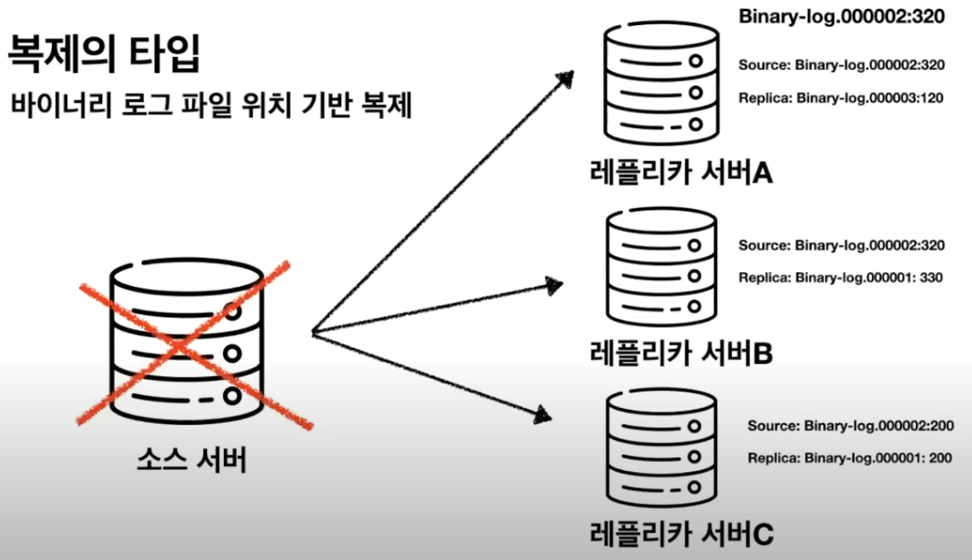 복제의 타입
바이너리 로그 파일 위치 기반 복제
Binary-log.000002:320
Source: Binary-log.000002:320
Replica: Binary-log.000003:120
레플리카 서버A
Source: Binary-log.000002:320
Replica: Binary-log.000001: 330
레플리카 서버B
소스 서버
Source: Binary-log.000002:200
Replica: Binary-log.000001: 200
레플리카 서버C